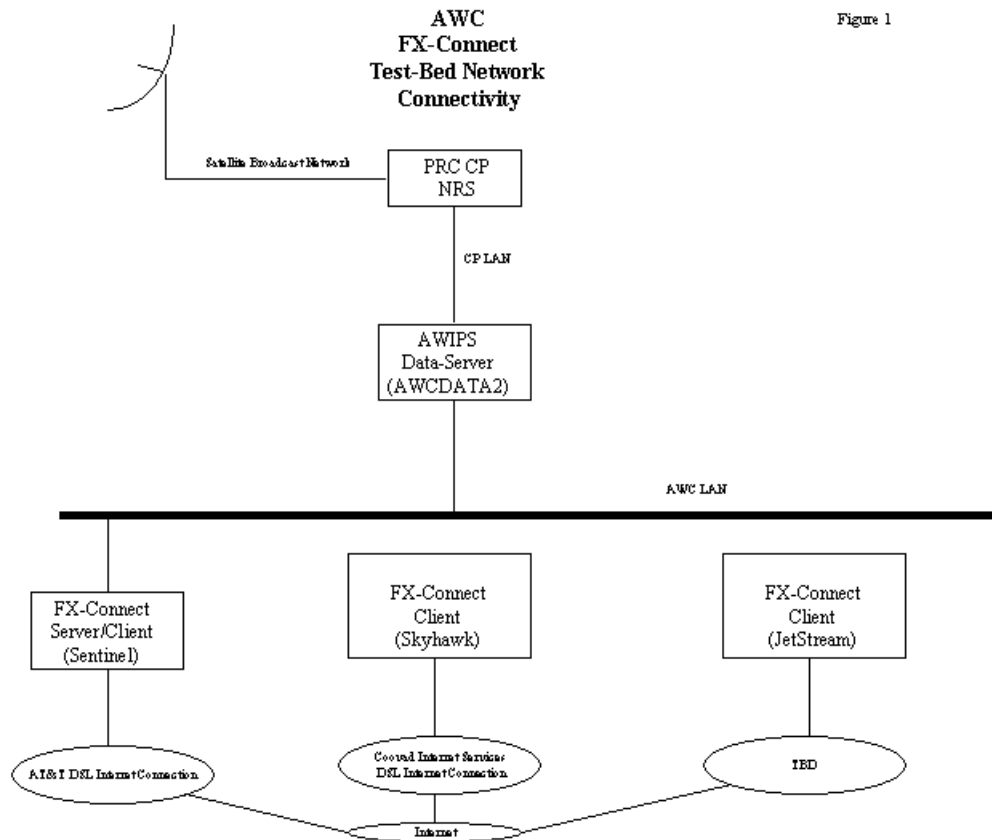 AWC
FX-Connect
Test-Bed Network
Connectivity
Figure 1
Satellite Broadcast Network
PRC CP
NRS
CP LAN
AWIPS
Data-Server
(AWCDATA2)
AWC LAN
FX-Connect
Server/Client
(Sentinel)
FX-Connect
Client
(Skyhawk)
FX-Connect
Client
(JetStream)
AT&T DSL Internet Connection
Coovad Internet Services
DSL Internet Connection
TBD
Internet